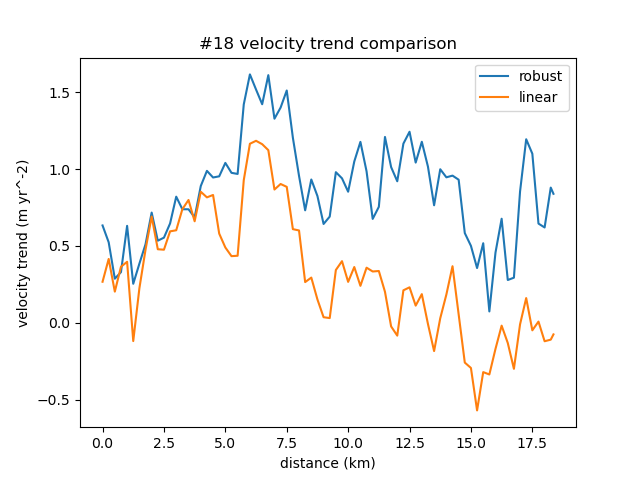 #18 velocity trend comparison
robust
linear
velocity trend (m yr^-2)
1.5
1.0
0.5
0.0
−0.5
0.0 2.5 5.0 7.5 10.0 12.5 15.0 17.5
distance (km)